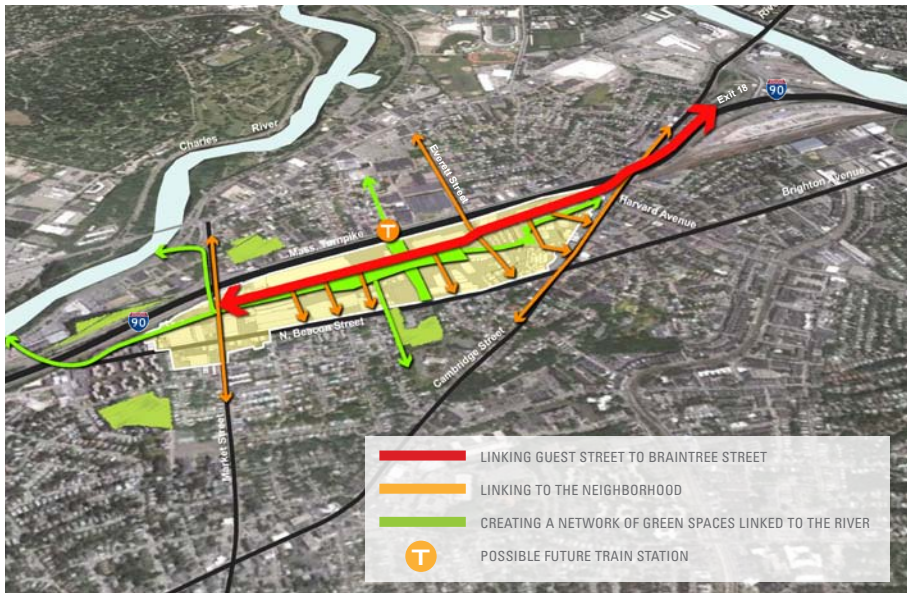 Riv
Exit 18
90
Charles River
Everett Street
Brighton Avenue
Harvard Avenue
Mass. Turnpike
T
90
N. Beacon Street
Cambridge Street
Market Street
LINKING GUEST STREET TO BRAINTREE STREET
LINKING TO THE NEIGHBORHOOD
CREATING A NETWORK OF GREEN SPACES LINKED TO THE RIVER
T
POSSIBLE FUTURE TRAIN STATION